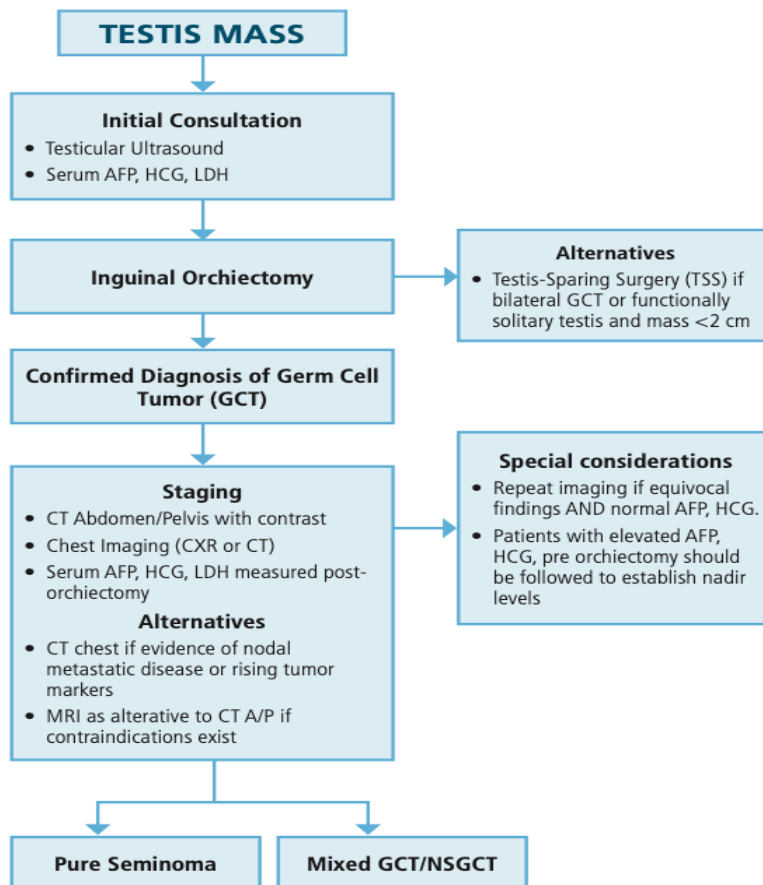 TESTIS MASS
Initial Consultation
• Testicular Ultrasound
• Serum AFP, HCG, LDH
Inguinal Orchiectomy
Alternatives
• Testis-Sparing Surgery (TSS) if
bilateral GCT or functionally
solitary testis and mass <2 cm
Confirmed Diagnosis of Germ Cell
Tumor (GCT)
Staging
• CT Abdomen/Pelvis with contrast
• Chest Imaging (CXR or CT)
• Serum AFP, HCG, LDH measured post-
orchiectomy
Alternatives
• CT chest if evidence of nodal
metastatic disease or rising tumor
markers
• MRI as alterative to CT A/P if
contraindications exist
Special considerations
• Repeat imaging if equivocal
findings AND normal AFP, HCG.
• Patients with elevated AFP,
HCG, pre orchiectomy should
be followed to establish nadir
levels
Pure Seminoma
Mixed GCT/NSGCT